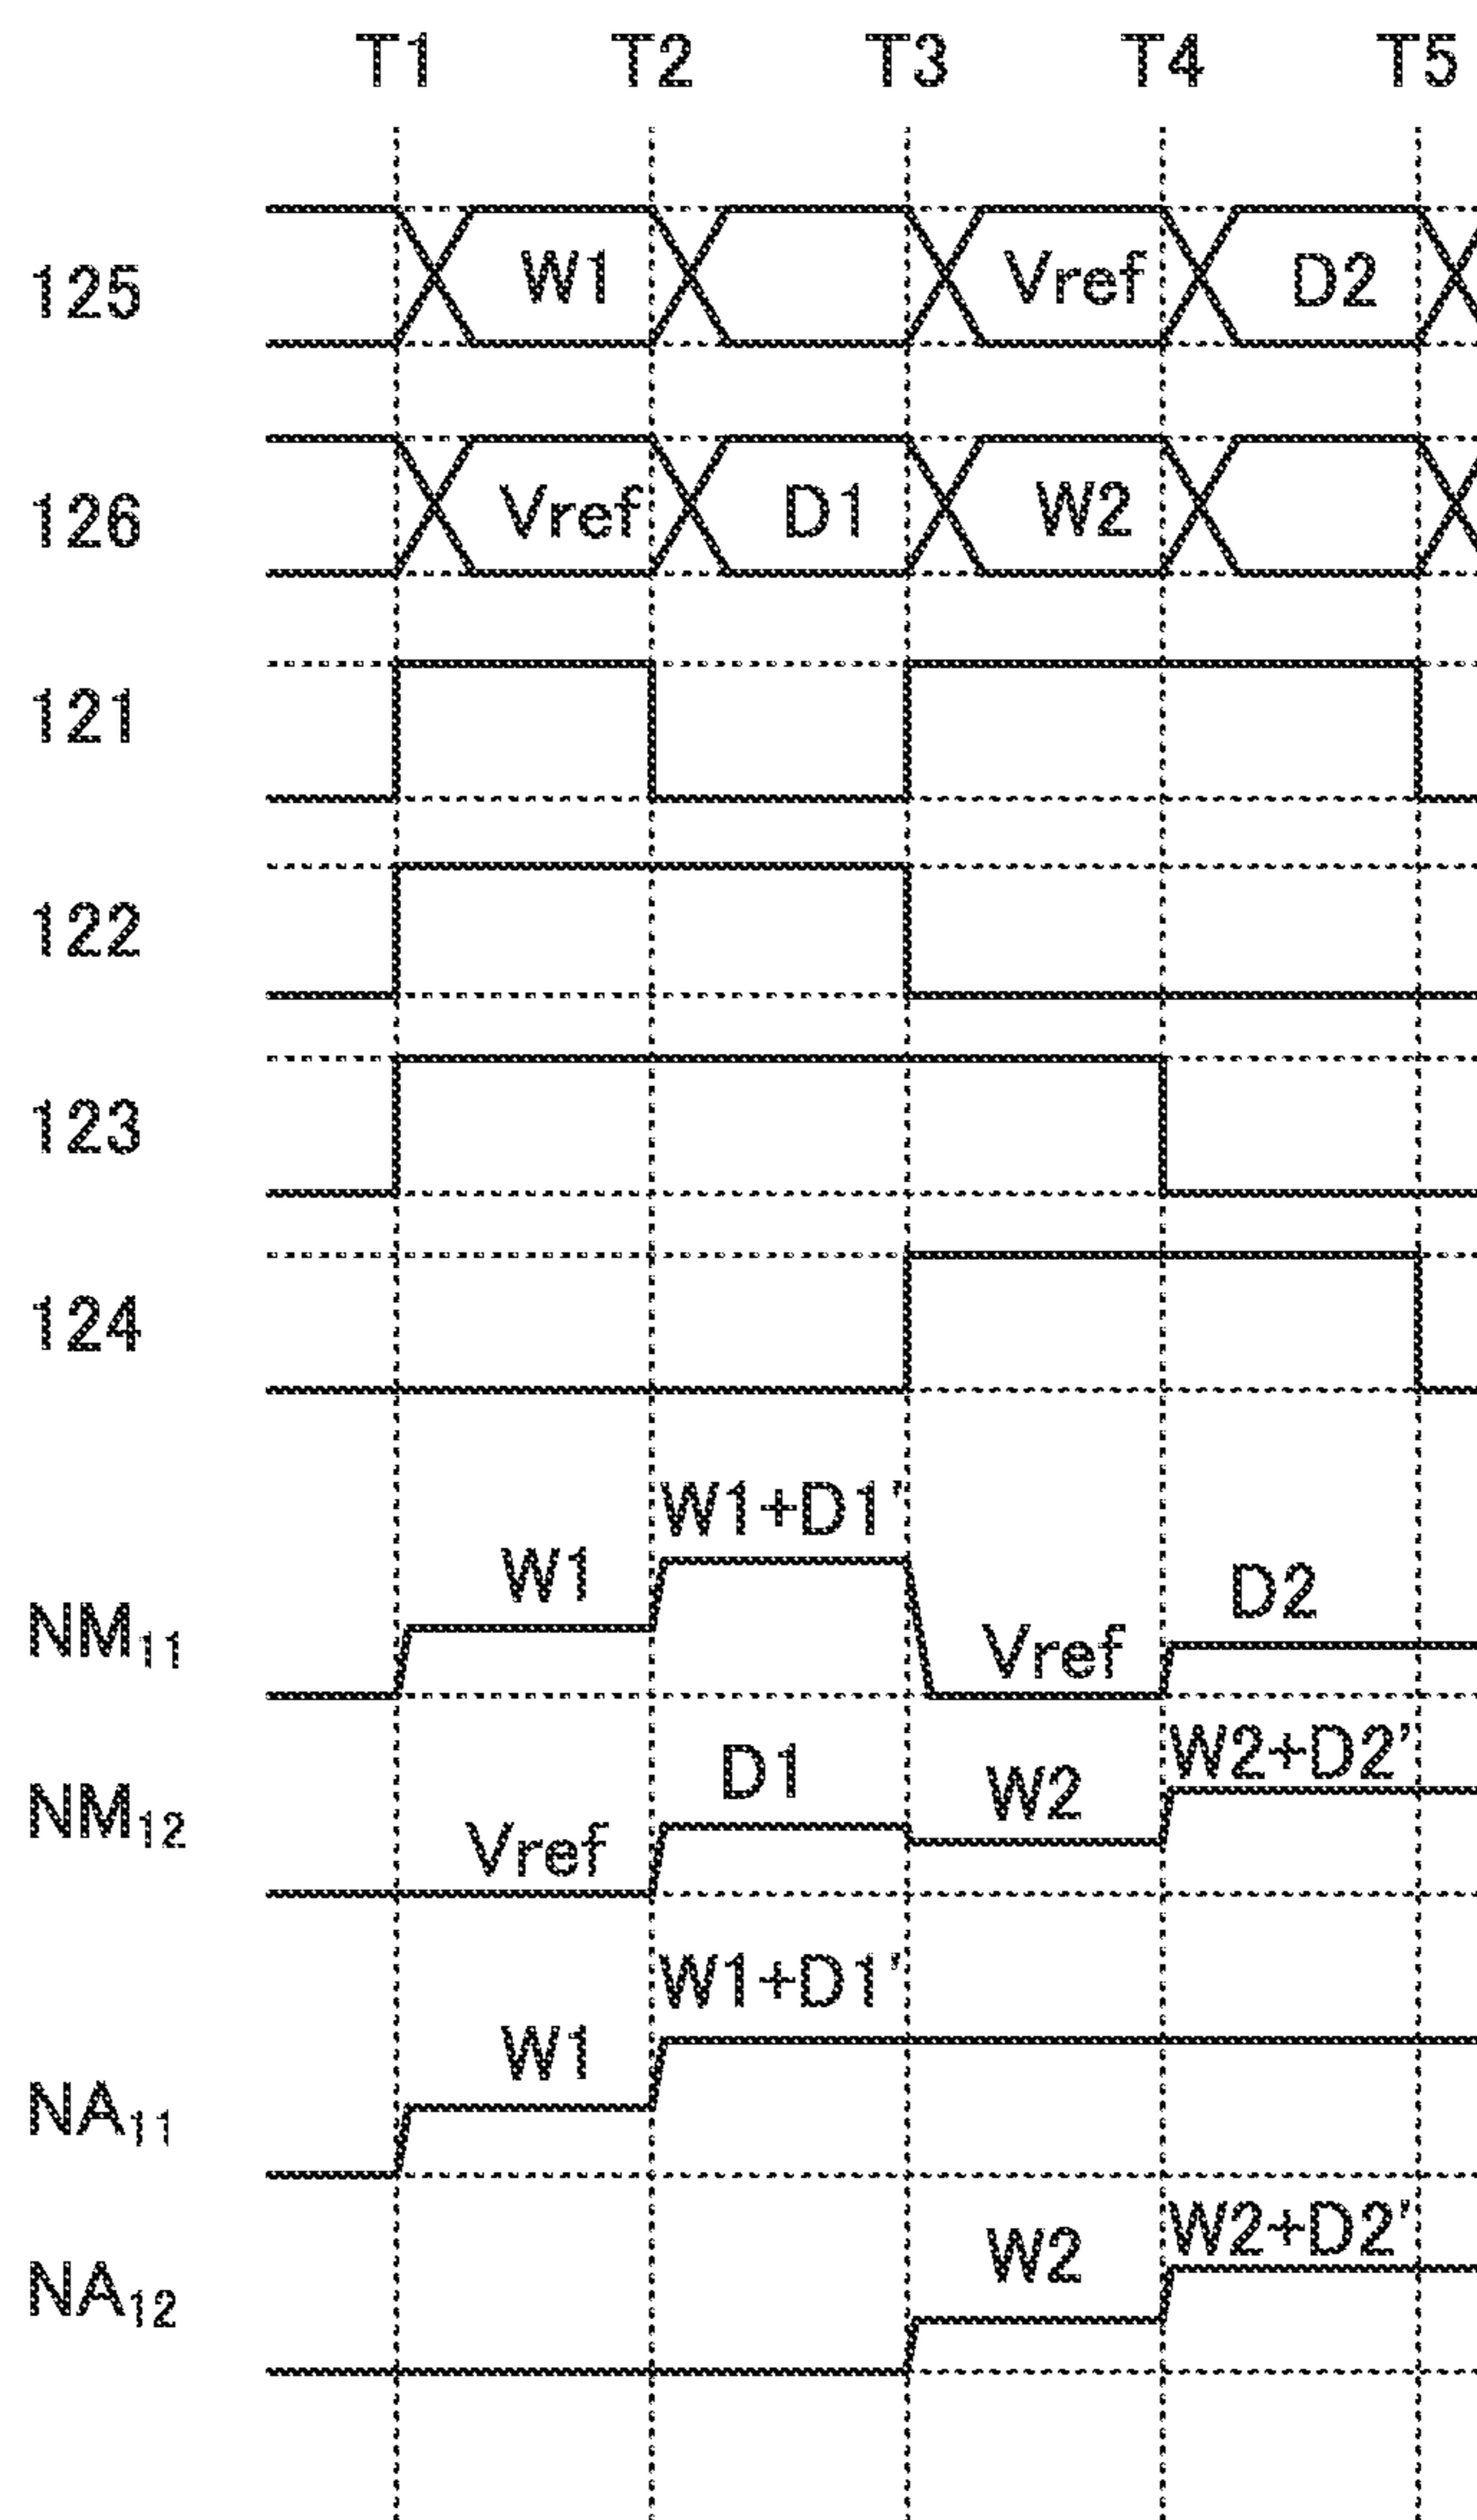 T1 T2 T3 T4 T5
125 W1 Vref D2
126 Vref D1 W2
121
122
123
124
W1+D1'
W1 D2
NM11 Vref
W2+D2'
D1 W2
NM12 Vref
W1+D1'
W1
NA11
W2+D2'
W2
NA12